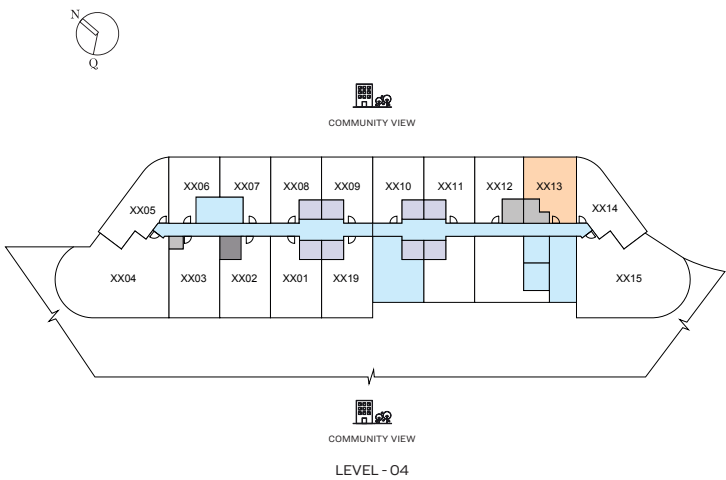 N
Q
COMMUNITY VIEW
XX06 XX07 XX08 XX09 XX10 XX11 XX12 XX13
XX05 XX14
XX04 XX03 XX02 XX01 XX19 XX15
COMMUNITY VIEW
LEVEL - 04